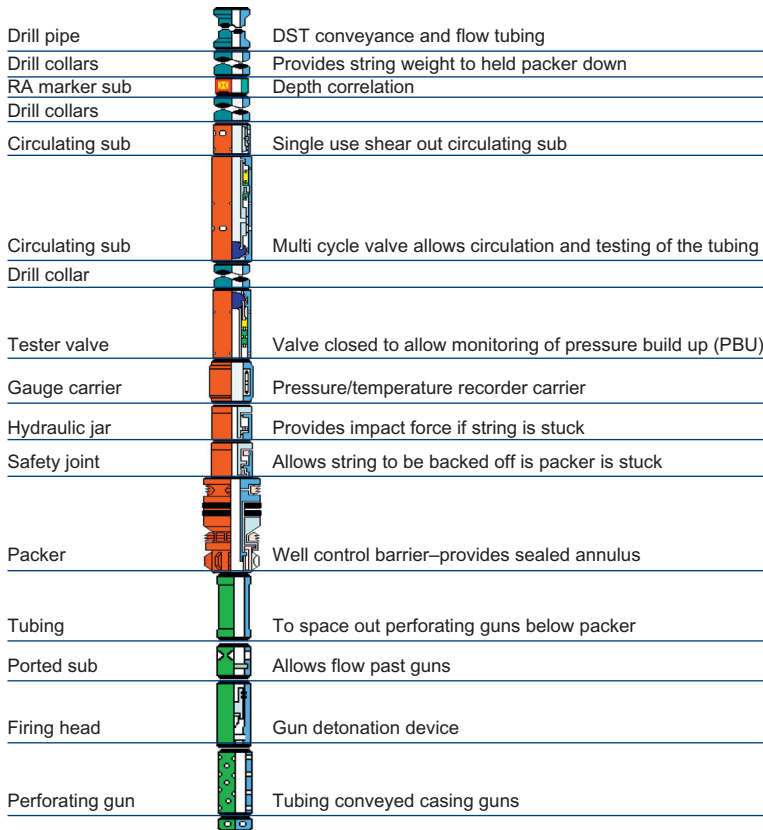 Drill pipe DST conveyance and flow tubing
Drill collars Provides string weight to held packer down
RA marker sub Depth correlation
Drill collars
Circulating sub Single use shear out circulating sub
Circulating sub Multi cycle valve allows circulation and testing of the tubing
Drill collar
Tester valve Valve closed to allow monitoring of pressure build up (PBU)
Gauge carrier Pressure/temperature recorder carrier
Hydraulic jar Provides impact force if string is stuck
Safety joint Allows string to be backed off is packer is stuck
Packer Well control barrier–provides sealed annulus
Tubing To space out perforating guns below packer
Ported sub Allows flow past guns
Firing head Gun detonation device
Perforating gun Tubing conveyed casing guns